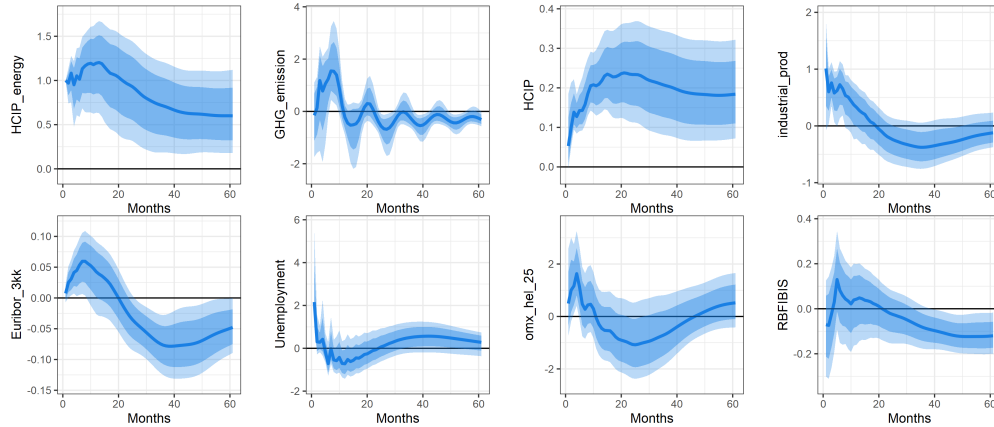 HCIP_energy
1.5
1.0
0.5
0.0
0 20 40 60
Months
GHG_emission
2
0
-2
0 20 40 60
Months
HCIP
0.4
0.3
0.2
0.1
0.0
0 20 40 60
Months
industrial_prod
2
1
0
-1
0 20 40 60
Months
Euribor_3kk
0.10
0.05
0.00
-0.05
-0.10
-0.15
0 20 40 60
Months
Unemployment
6
4
2
0
-2
0 20 40 60
Months
omx_hel_25
2
0
-2
0 20 40 60
Months
RBFIBIS
0.4
0.2
0.0
-0.2
0 20 40 60
Months